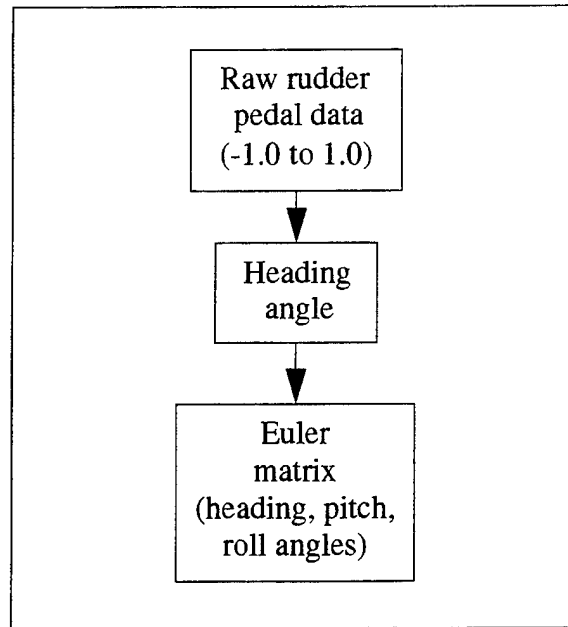 Raw rudder
pedal data
(-1.0 to 1.0)
Heading
angle
Euler
matrix
(heading, pitch,
roll angles)